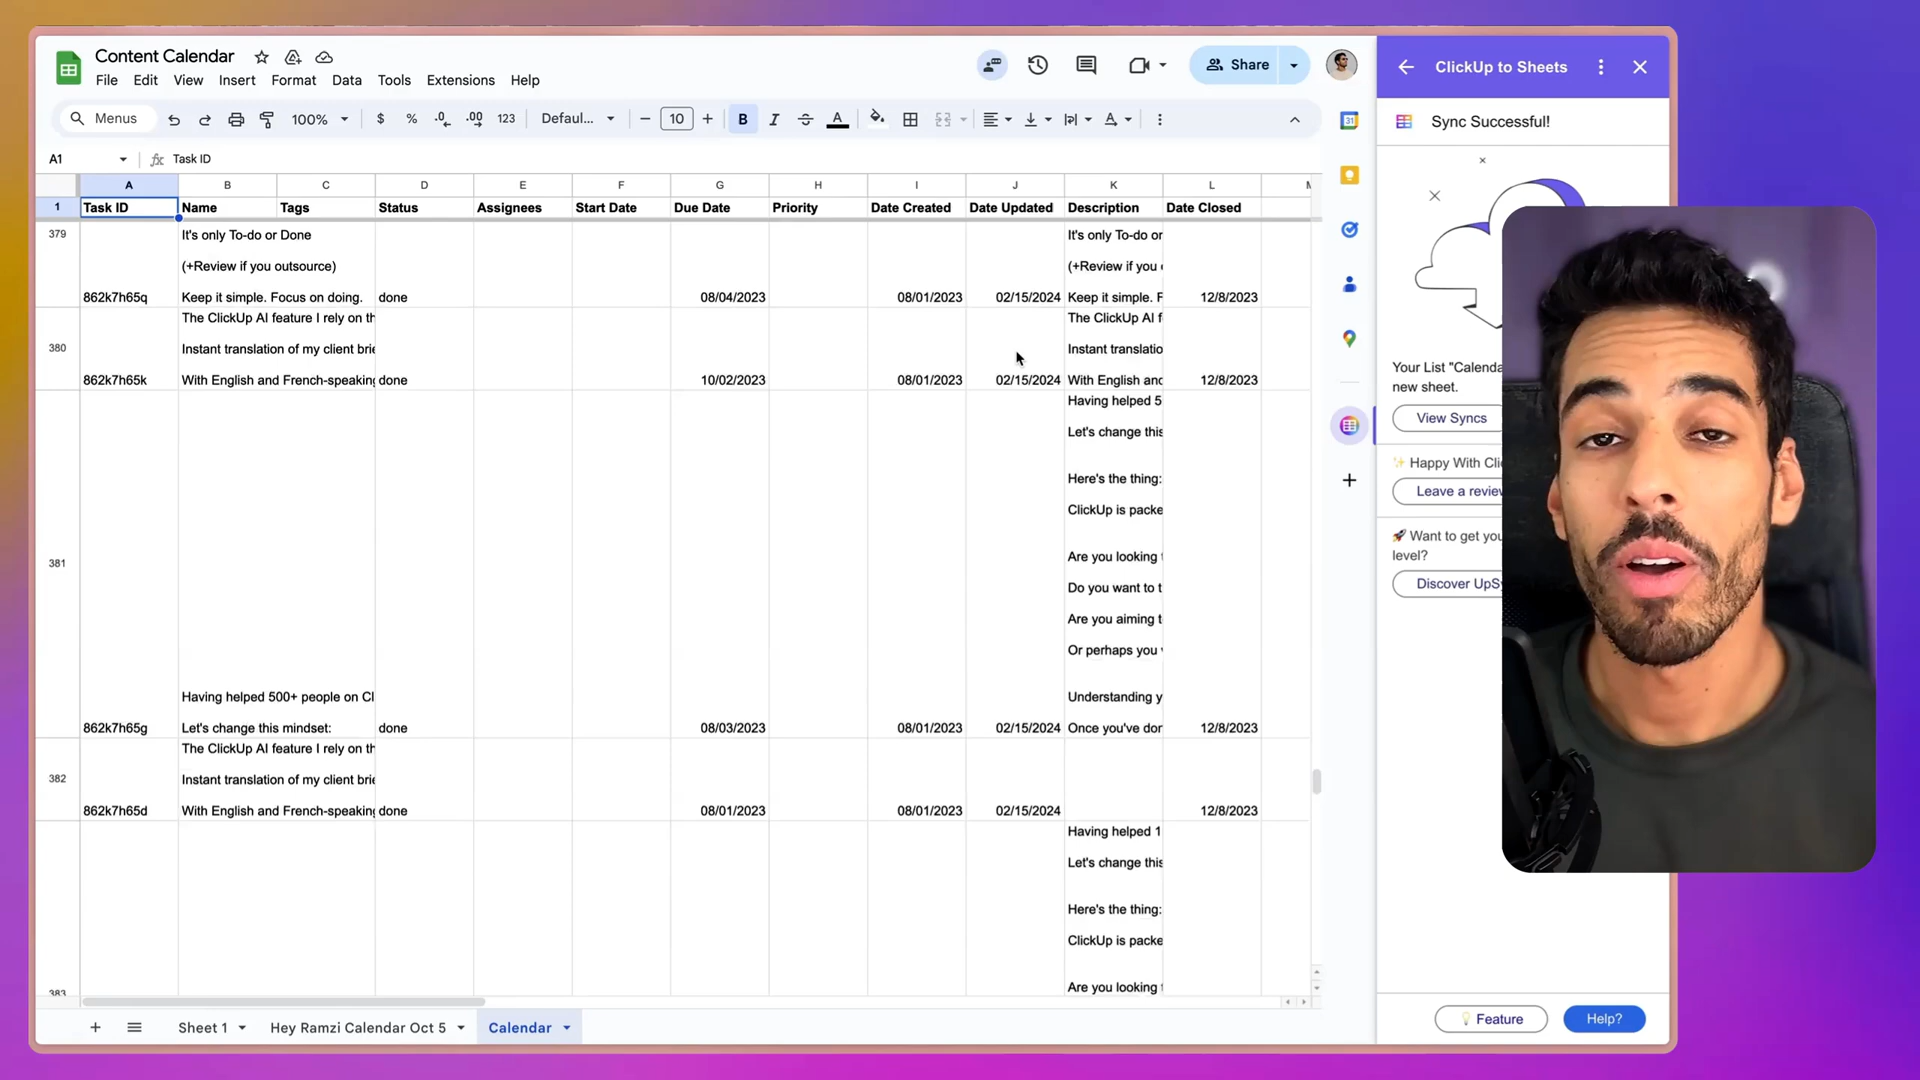 Content Calendar
File Edit View Insert Format Data Tools Extensions Help
Share
Menus
100%
$ % .0 .00 123
Defaul...
10
B I S A
A1
fx Task ID
A B C D E F G H I J K L
1 Task ID Name Tags Status Assignees Start Date Due Date Priority Date Created Date Updated Description Date Closed
379
It's only To-do or Done It's only To-do or
(+Review if you outsource) (+Review if you
862k7h65q Keep it simple. Focus on doing. done 08/04/2023 08/01/2023 02/15/2024 Keep it simple. F 12/8/2023
The ClickUp AI feature I rely on th The ClickUp AI f
380 Instant translation of my client brie Instant translatio
862k7h65k With English and French-speaking done 10/02/2023 08/01/2023 02/15/2024 With English and 12/8/2023
Having helped 5
Let's change this
Here's the thing:
ClickUp is packe
Are you looking
381
Do you want to t
Are you aiming t
Or perhaps you
Having helped 500+ people on Cl Understanding y
862k7h65g Let's change this mindset: done 08/03/2023 08/01/2023 02/15/2024 Once you've dor 12/8/2023
The ClickUp AI feature I rely on th
382 Instant translation of my client brie
862k7h65d With English and French-speaking done 08/01/2023 08/01/2023 02/15/2024 12/8/2023
Having helped 1
Let's change this
Here's the thing:
ClickUp is packe
Are you looking
383
Sheet 1 Hey Ramzi Calendar Oct 5 Calendar
31
ClickUp to Sheets
Sync Successful!
Your List "Calenda
new sheet.
View Syncs
Happy With Cli
Leave a review
Want to get you
level?
Discover UpSy
Feature Help?